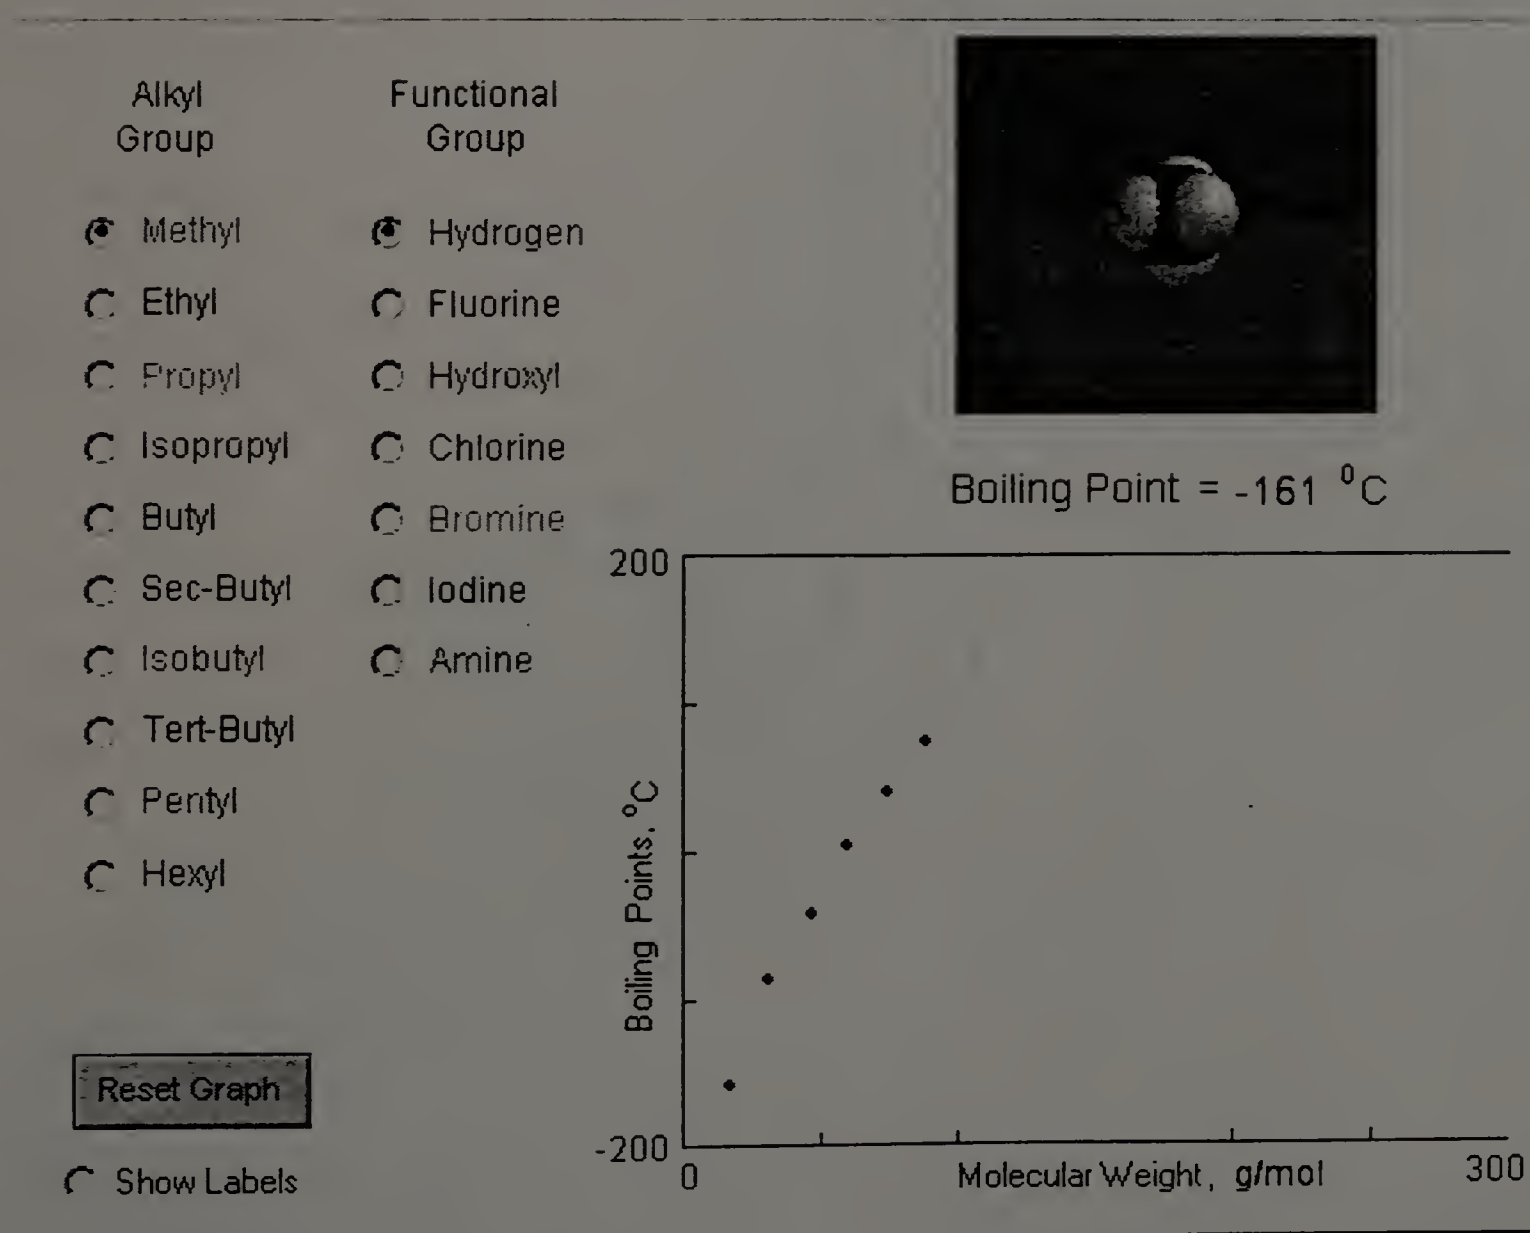 Alkyl
Group
Functional
Group
Methyl
Hydrogen
Ethyl
Fluorine
Propyl
Hydroxyl
Isopropyl
Chlorine
Butyl
Bromine
Sec-Butyl
Iodine
Isobutyl
Amine
Tert-Butyl
Pentyl
Hexyl
Reset Graph
Show Labels
Boiling Point = -161 °C
200
Boiling Points, °C
-200
0
Molecular Weight, g/mol
300